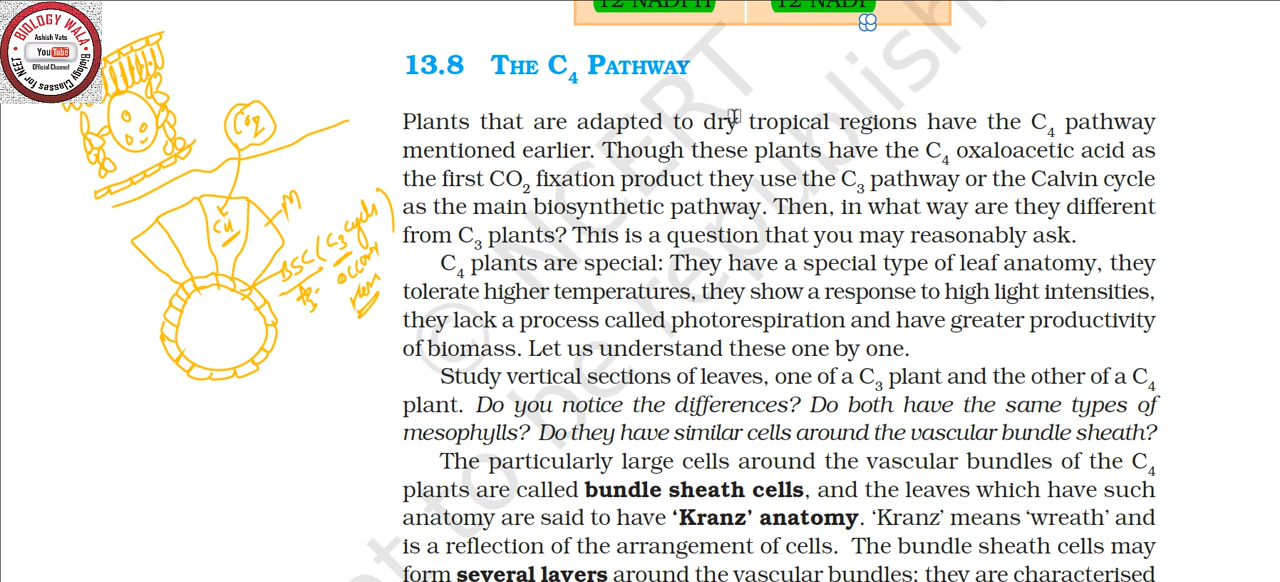 12 NADPH 12 NADP
BIOLOGY WALA
Ashish Vats
YouTube
Official Channel
Biology Classes for NEET
13.8 THE C4 PATHWAY
CO2
C4
M
BSC (C3 cycle)
Plants that are adapted to dry tropical regions have the C4 pathway
mentioned earlier. Though these plants have the C4 oxaloacetic acid as
the first CO2 fixation product they use the C3 pathway or the Calvin cycle
as the main biosynthetic pathway. Then, in what way are they different
from C3 plants? This is a question that you may reasonably ask.
C4 plants are special: They have a special type of leaf anatomy, they
tolerate higher temperatures, they show a response to high light intensities,
they lack a process called photorespiration and have greater productivity
of biomass. Let us understand these one by one.
Study vertical sections of leaves, one of a C3 plant and the other of a C4
plant. Do you notice the differences? Do both have the same types of
mesophylls? Do they have similar cells around the vascular bundle sheath?
The particularly large cells around the vascular bundles of the C4
plants are called bundle sheath cells, and the leaves which have such
anatomy are said to have ‘Kranz’ anatomy. ‘Kranz’ means ‘wreath’ and
is a reflection of the arrangement of cells. The bundle sheath cells may
form several layers around the vascular bundles; they are characterised
© NCERT
not to be republished